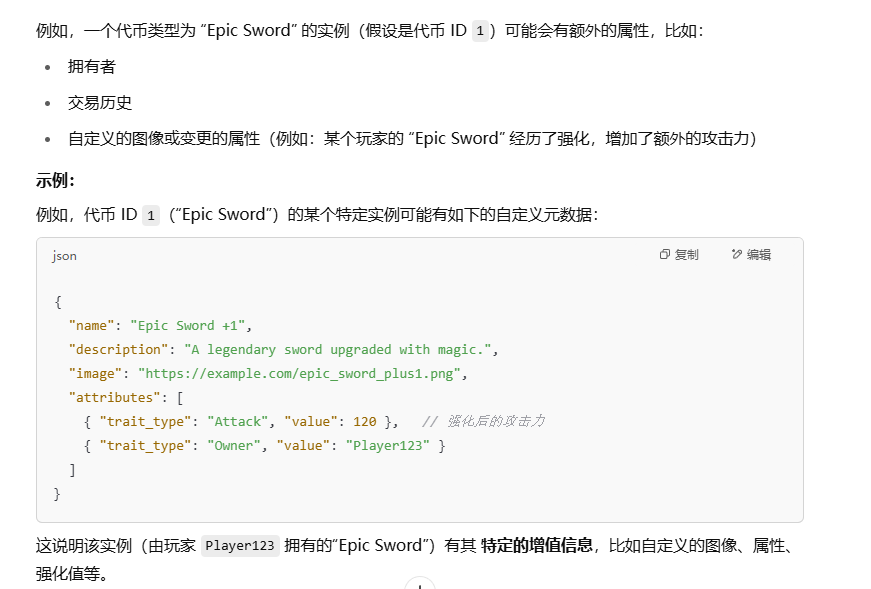 例如，一个代币类型为 “Epic Sword” 的实例（假设是代币 ID 1 ）可能会有额外的属性，比如：
• 拥有者
• 交易历史
• 自定义的图像或变更的属性（例如：某个玩家的 “Epic Sword” 经历了强化，增加了额外的攻击力）
示例：
例如，代币 ID 1 （“Epic Sword”）的某个特定实例可能有如下的自定义元数据：
json 复制 编辑
{
"name": "Epic Sword +1",
"description": "A legendary sword upgraded with magic.",
"image": "https://example.com/epic_sword_plus1.png",
"attributes": [
{ "trait_type": "Attack", "value": 120 }, // 强化后的攻击力
{ "trait_type": "Owner", "value": "Player123" }
]
}
这说明该实例（由玩家 Player123 拥有的“Epic Sword”）有其 特定的增值信息，比如自定义的图像、属性、
强化值等。